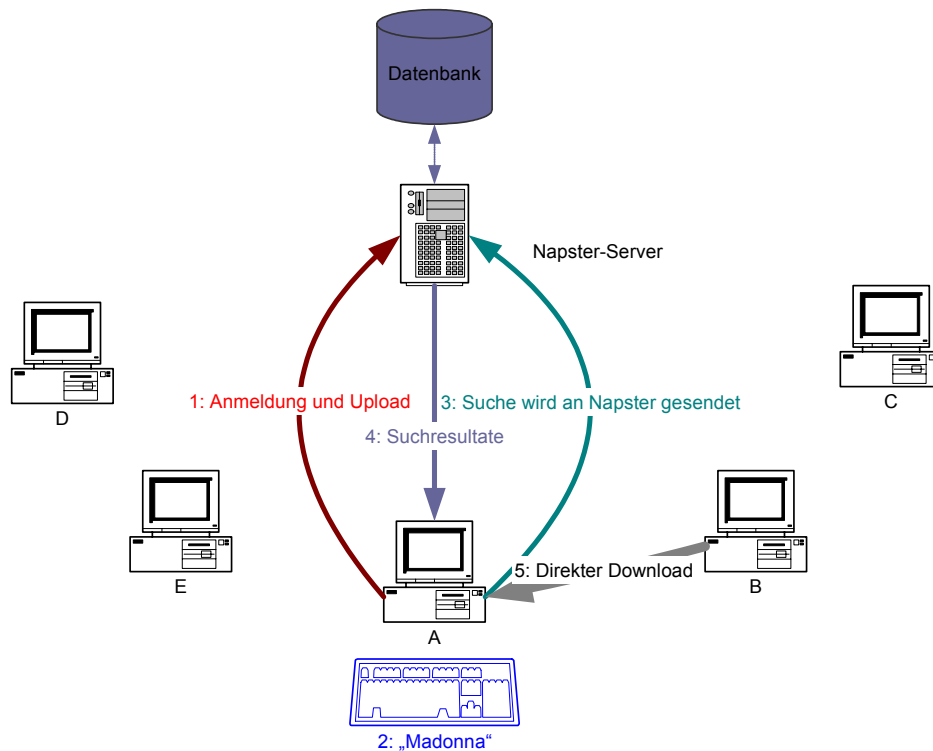 Datenbank
Napster-Server
D
C
1: Anmeldung und Upload
3: Suche wird an Napster gesendet
4: Suchresultate
E
5: Direkter Download
B
A
2: „Madonna“